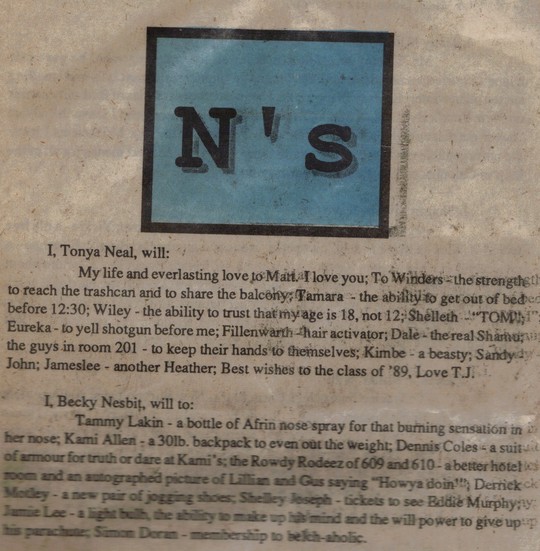 N's
I, Tonya Neal, will:
My life and everlasting love to Matt. I love you; To Winders - the strength
to reach the trashcan and to share the balcony; Tamara - the ability to get out of bed
before 12:30; Wiley - the ability to trust that my age is 18, not 12; Shelleth - "TOM";
Eureka - to yell shotgun before me; Fillenwarth - hair activator; Dale - the real Shamu;
the guys in room 201 - to keep their hands to themselves; Kimbe - a beasty; Sandy -
John; Jameslee - another Heather; Best wishes to the class of '89, Love T.J.
I, Becky Nesbit, will to:
Tammy Lakin - a bottle of Afrin nose spray for that burning sensation in
her nose; Kami Allen - a 30lb. backpack to even out the weight; Dennis Coles - a suit
of armour for truth or dare at Kami's; the Rowdy Rodeez of 609 and 610 - a better hotel
room and an autographed picture of Lillian and Gus saying "Howya doin'"; Derrick
Motley - a new pair of jogging shoes; Shelley Joseph - tickets to see Eddie Murphy;
Jamie Lee - a light bulb, the ability to make up his mind and the will power to give up
his parachute; Simon Doran - membership to belch-aholic.